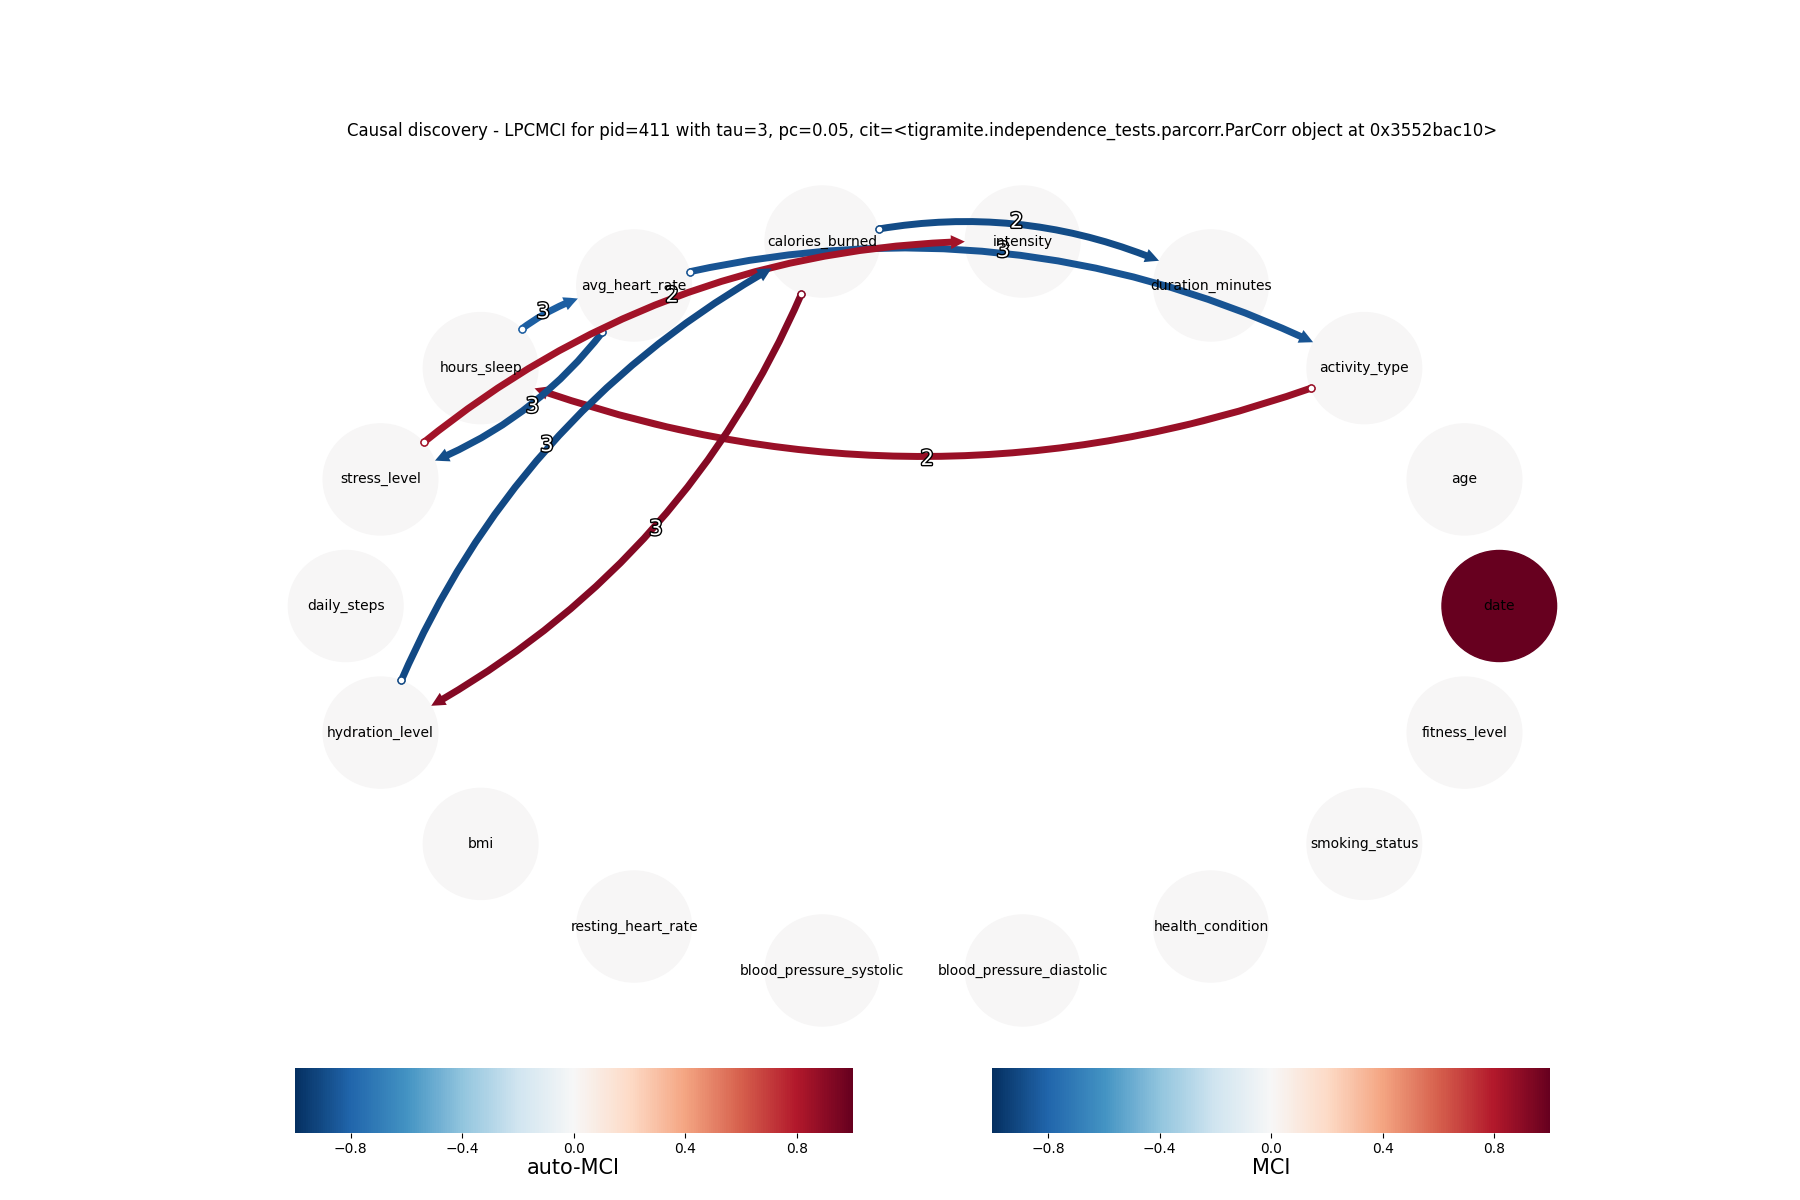 Causal discovery - LPCMCI for pid=411 with tau=3, pc=0.05, cit=<tigramite.independence_tests.parcorr.ParCorr object at 0x3552bac10>
2
calories_burned
intensity
3
avg_heart_rate
duration_minutes
2
3
hours_sleep
activity_type
3
3
2
stress_level
age
3
daily_steps
date
hydration_level
fitness_level
bmi
smoking_status
resting_heart_rate
health_condition
blood_pressure_systolic
blood_pressure_diastolic
−0.8 −0.4 0.0 0.4 0.8
auto-MCI
−0.8 −0.4 0.0 0.4 0.8
MCI